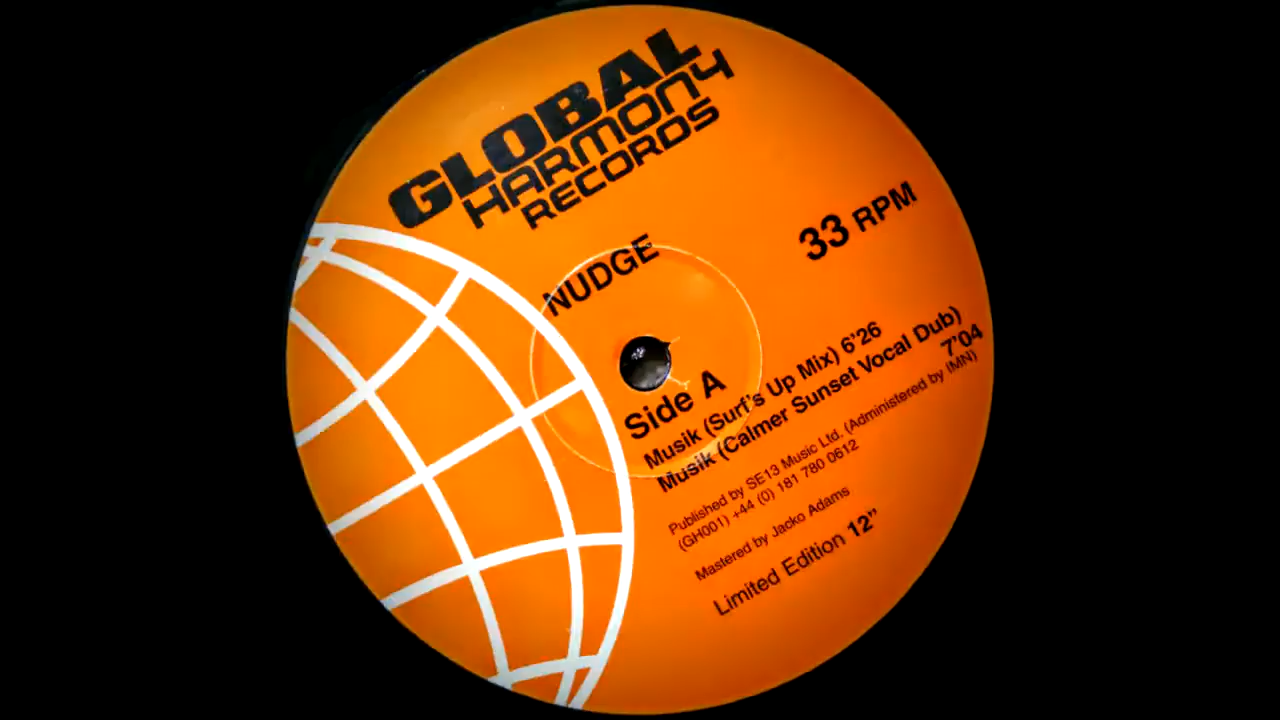 GLOBAL
HARMONY
RECORDS
NUDGE
33 RPM
Side A
Musik (Surf's Up Mix) 6'26
Musik (Calmer Sunset Vocal Dub)
7'04
Published by SE13 Music Ltd. (Administered by IMN)
(GH001) +44 (0) 181 780 0612
Mastered by Jacko Adams
Limited Edition 12”